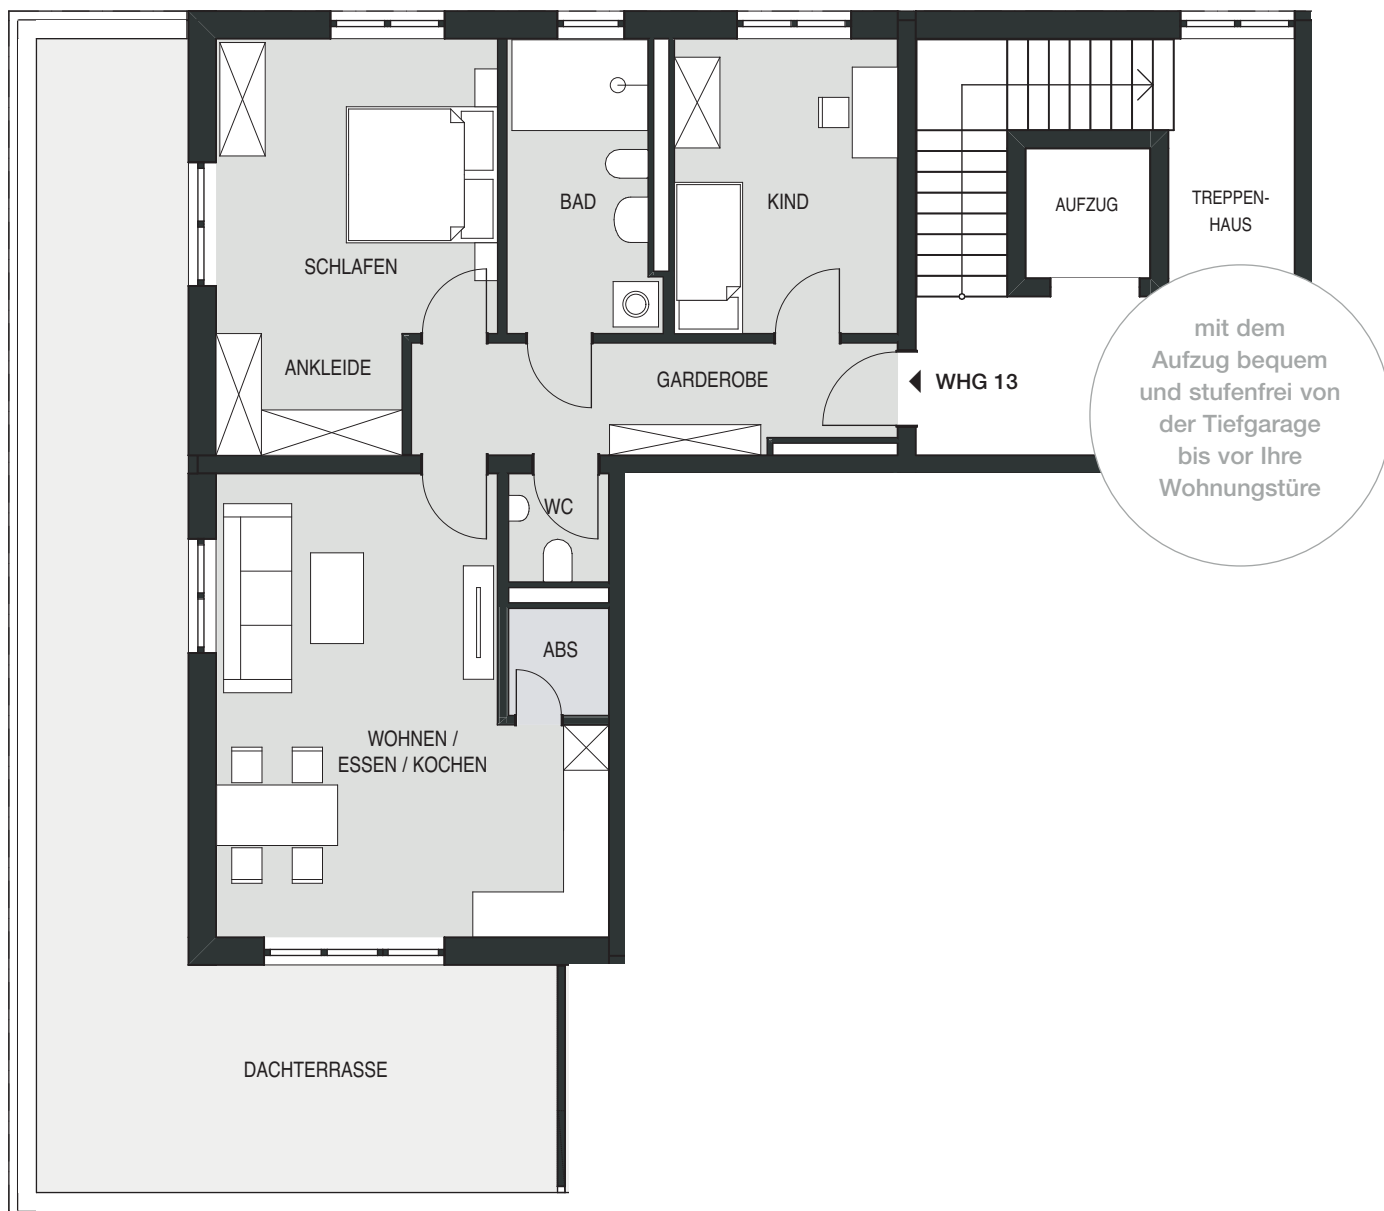 BAD
KIND
AUFZUG
TREPPEN-
HAUS
SCHLAFEN
ANKLEIDE
GARDEROBE
WHG 13
mit dem
Aufzug bequem
und stufenfrei von
der Tiefgarage
bis vor Ihre
Wohnungstüre
WC
ABS
WOHNEN /
ESSEN / KOCHEN
DACHTERRASSE